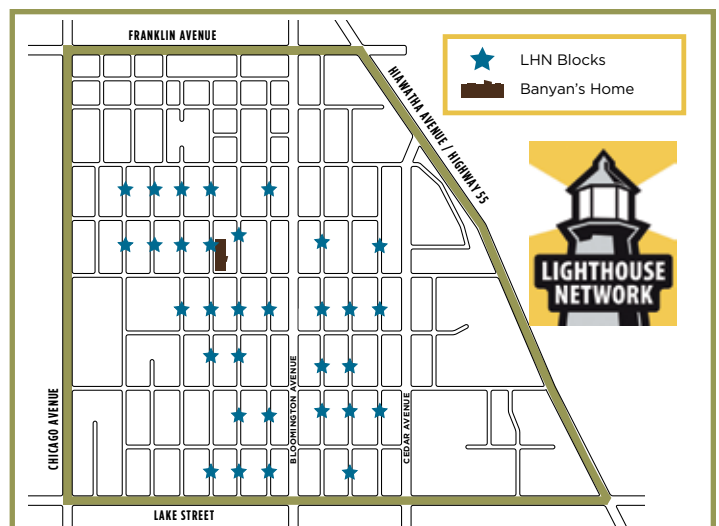 FRANKLIN AVENUE
LHN Blocks
Banyan's Home
HIAWATHA AVENUE / HIGHWAY 55
LIGHTHOUSE
NETWORK
CHICAGO AVENUE
BLOOMINGTON AVENUE
CEDAR AVENUE
LAKE STREET